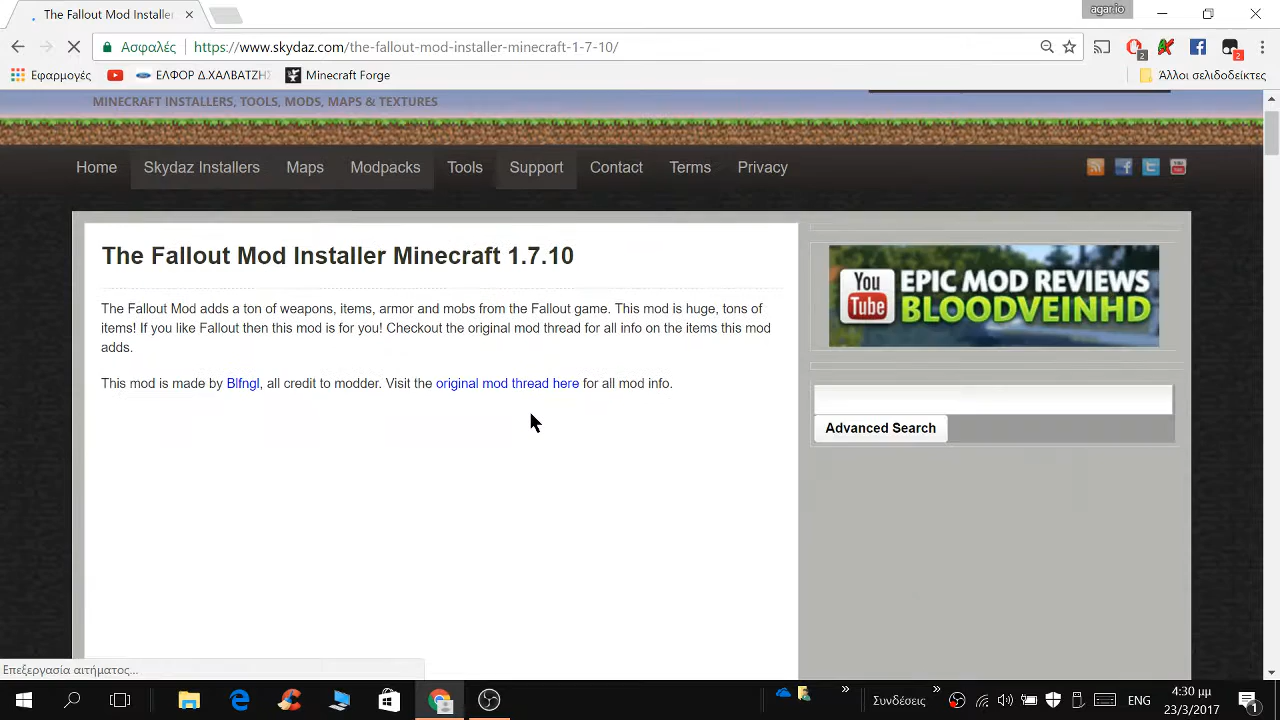 The Fallout Mod Installer
agar.io
Ασφαλές
https://www.skydaz.com/the-fallout-mod-installer-minecraft-1-7-10/
2
2
Εφαρμογές
ΕΛΦΟΡ Δ.ΧΑΛΒΑΤΖΗΣ
Minecraft Forge
Άλλοι σελιδοδείκτες
MINECRAFT INSTALLERS, TOOLS, MODS, MAPS & TEXTURES
Home Skydaz Installers Maps Modpacks Tools Support Contact Terms Privacy
The Fallout Mod Installer Minecraft 1.7.10
The Fallout Mod adds a ton of weapons, items, armor and mobs from the Fallout game. This mod is huge, tons of
items! If you like Fallout then this mod is for you! Checkout the original mod thread for all info on the items this mod
adds.
This mod is made by Blfngl, all credit to modder. Visit the original mod thread here for all mod info.
You
Tube
EPIC MOD REVIEWS
BLOODVEINHD
Advanced Search
Επεξεργασία αιτήματος...
Συνδέσεις
ENG
4:30 μμ
23/3/2017
1